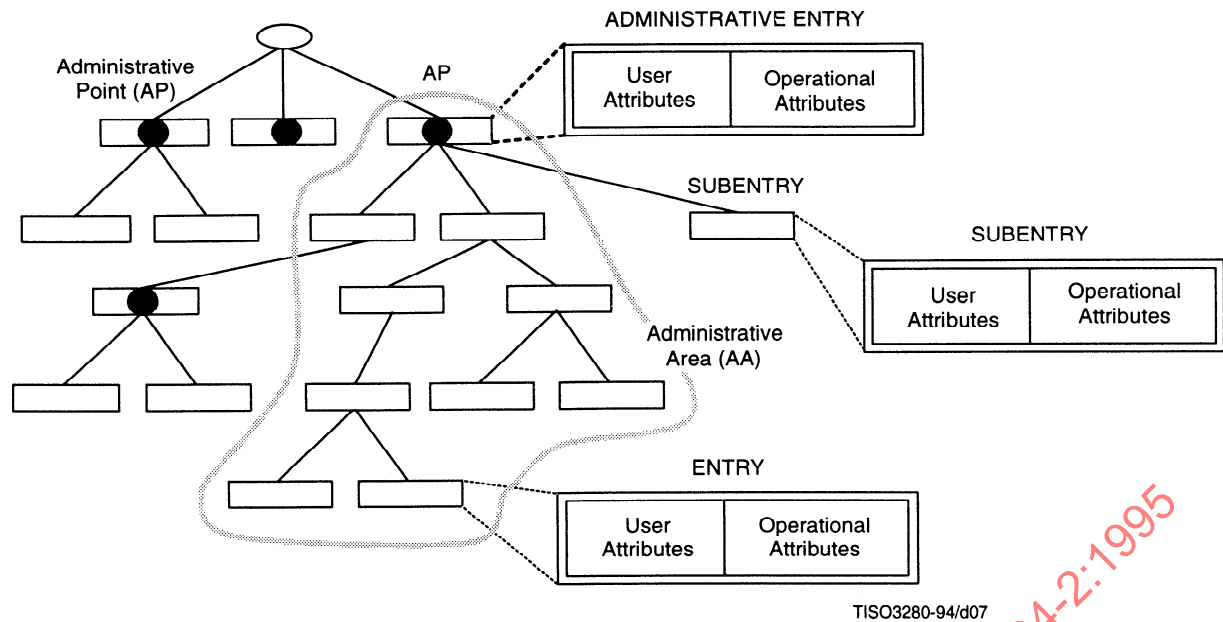 ADMINISTRATIVE ENTRY
Administrative
Point (AP)
AP
User
Attributes
Operational
Attributes
SUBENTRY
SUBENTRY
User
Attributes
Operational
Attributes
Administrative
Area (AA)
ENTRY
User
Attributes
Operational
Attributes
TISO3280-94/d07
4-2:1995